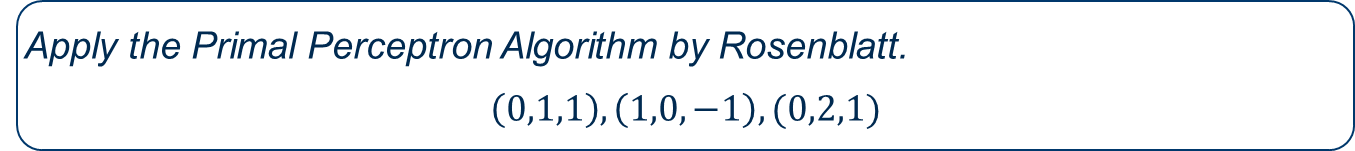 Apply the Primal Perceptron Algorithm by Rosenblatt.
(0,1,1), (1,0, −1), (0,2,1)